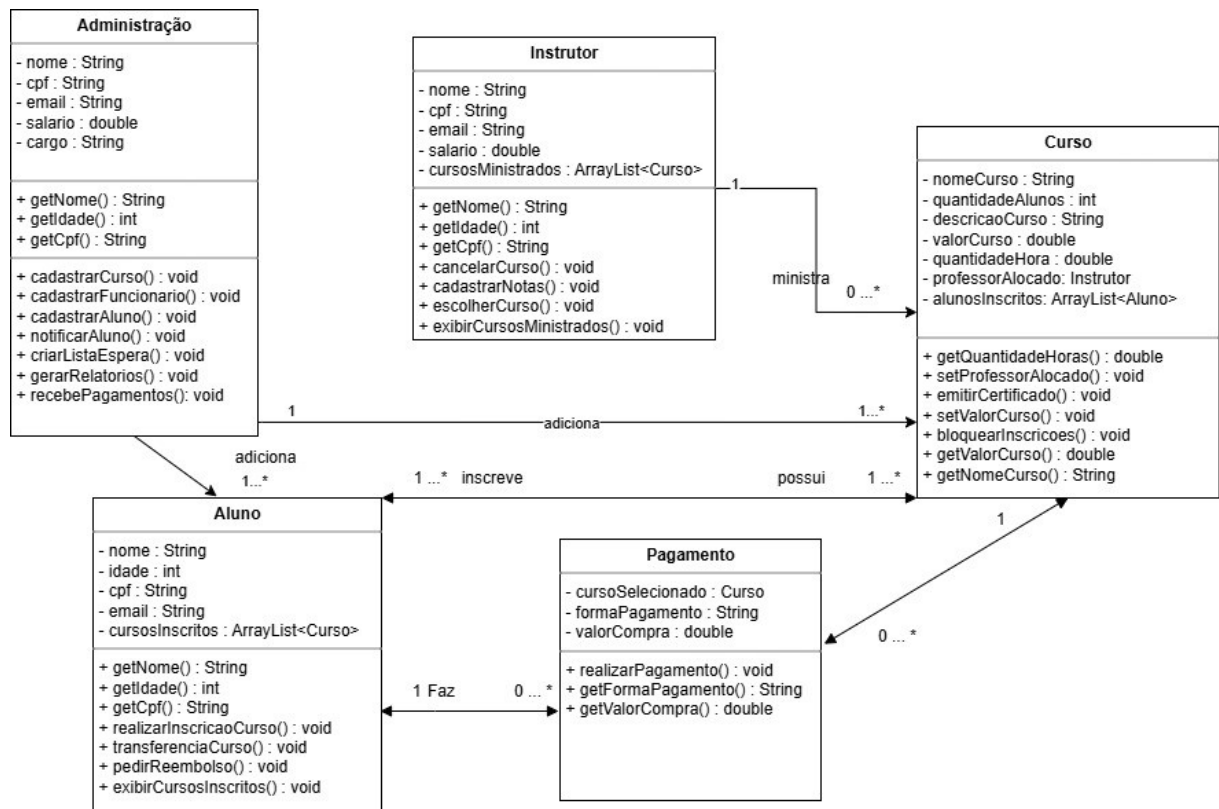 Administração
- nome : String
- cpf : String
- email : String
- salario : double
- cargo : String
+ getNome() : String
+ getIdade() : int
+ getCpf() : String
+ cadastrarCurso() : void
+ cadastrarFuncionario() : void
+ cadastrarAluno() : void
+ notificarAluno() : void
+ criarListaEspera() : void
+ gerarRelatorios() : void
+ recebePagamentos(): void
Instrutor
- nome : String
- cpf : String
- email : String
- salario : double
- cursosMinistrados : ArrayList<Curso>
+ getNome() : String
+ getIdade() : int
+ getCpf() : String
+ cancelarCurso() : void
+ cadastrarNotas() : void
+ escolherCurso() : void
+ exibirCursosMinistrados() : void
1
ministra
0 ...*
Curso
- nomeCurso : String
- quantidadeAlunos : int
- descricaoCurso : String
- valorCurso : double
- quantidadeHora : double
- professorAlocado: Instrutor
- alunosInscritos: ArrayList<Aluno>
+ getQuantidadeHoras() : double
+ setProfessorAlocado() : void
+ emitirCertificado() : void
+ setValorCurso() : void
+ bloquearInscricoes() : void
+ getValorCurso() : double
+ getNomeCurso() : String
1
adiciona
1...*
adiciona
1...*
1 ...* inscreve
possui
1 ...*
Aluno
- nome : String
- idade : int
- cpf : String
- email : String
- cursosInscritos : ArrayList<Curso>
+ getNome() : String
+ getIdade() : int
+ getCpf() : String
+ realizarInscricaoCurso() : void
+ transferenciaCurso() : void
+ pedirReembolso() : void
+ exibirCursosInscritos() : void
1 Faz
0 ... *
Pagamento
- cursoSelecionado : Curso
- formaPagamento : String
- valorCompra : double
+ realizarPagamento() : void
+ getFormaPagamento() : String
+ getValorCompra() : double
1
0 ... *